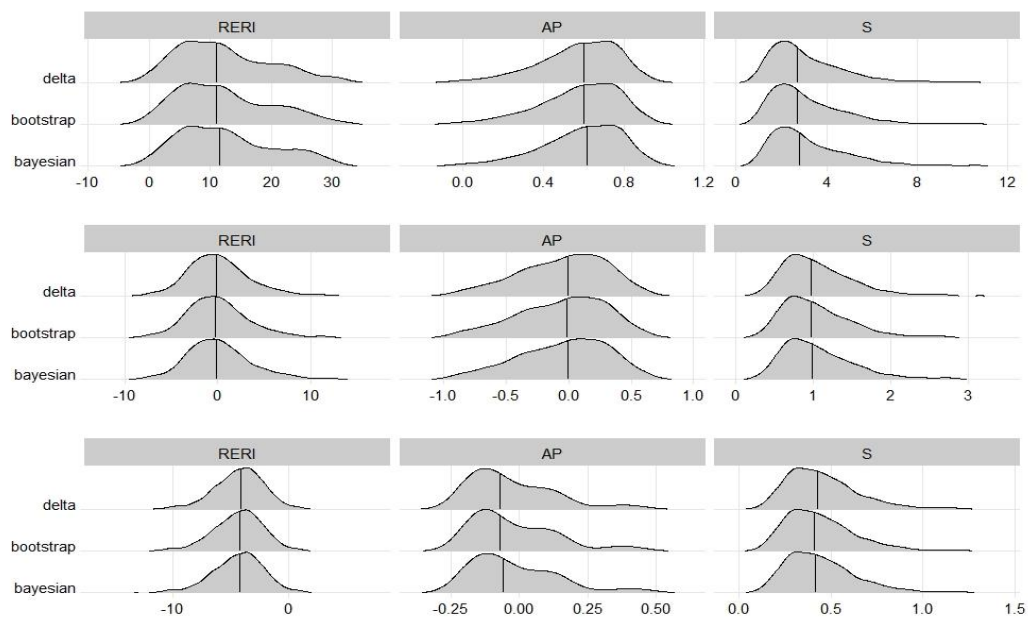 RERI AP S
delta
bootstrap
bayesian
-10 0 10 20 30 0.0 0.4 0.8 1.2 0 4 8 12
RERI AP S
delta
bootstrap
bayesian
-10 0 10 -1.0 -0.5 0.0 0.5 1.0 0 1 2 3
RERI AP S
delta
bootstrap
bayesian
-10 0 -0.25 0.00 0.25 0.50 0.0 0.5 1.0 1.5